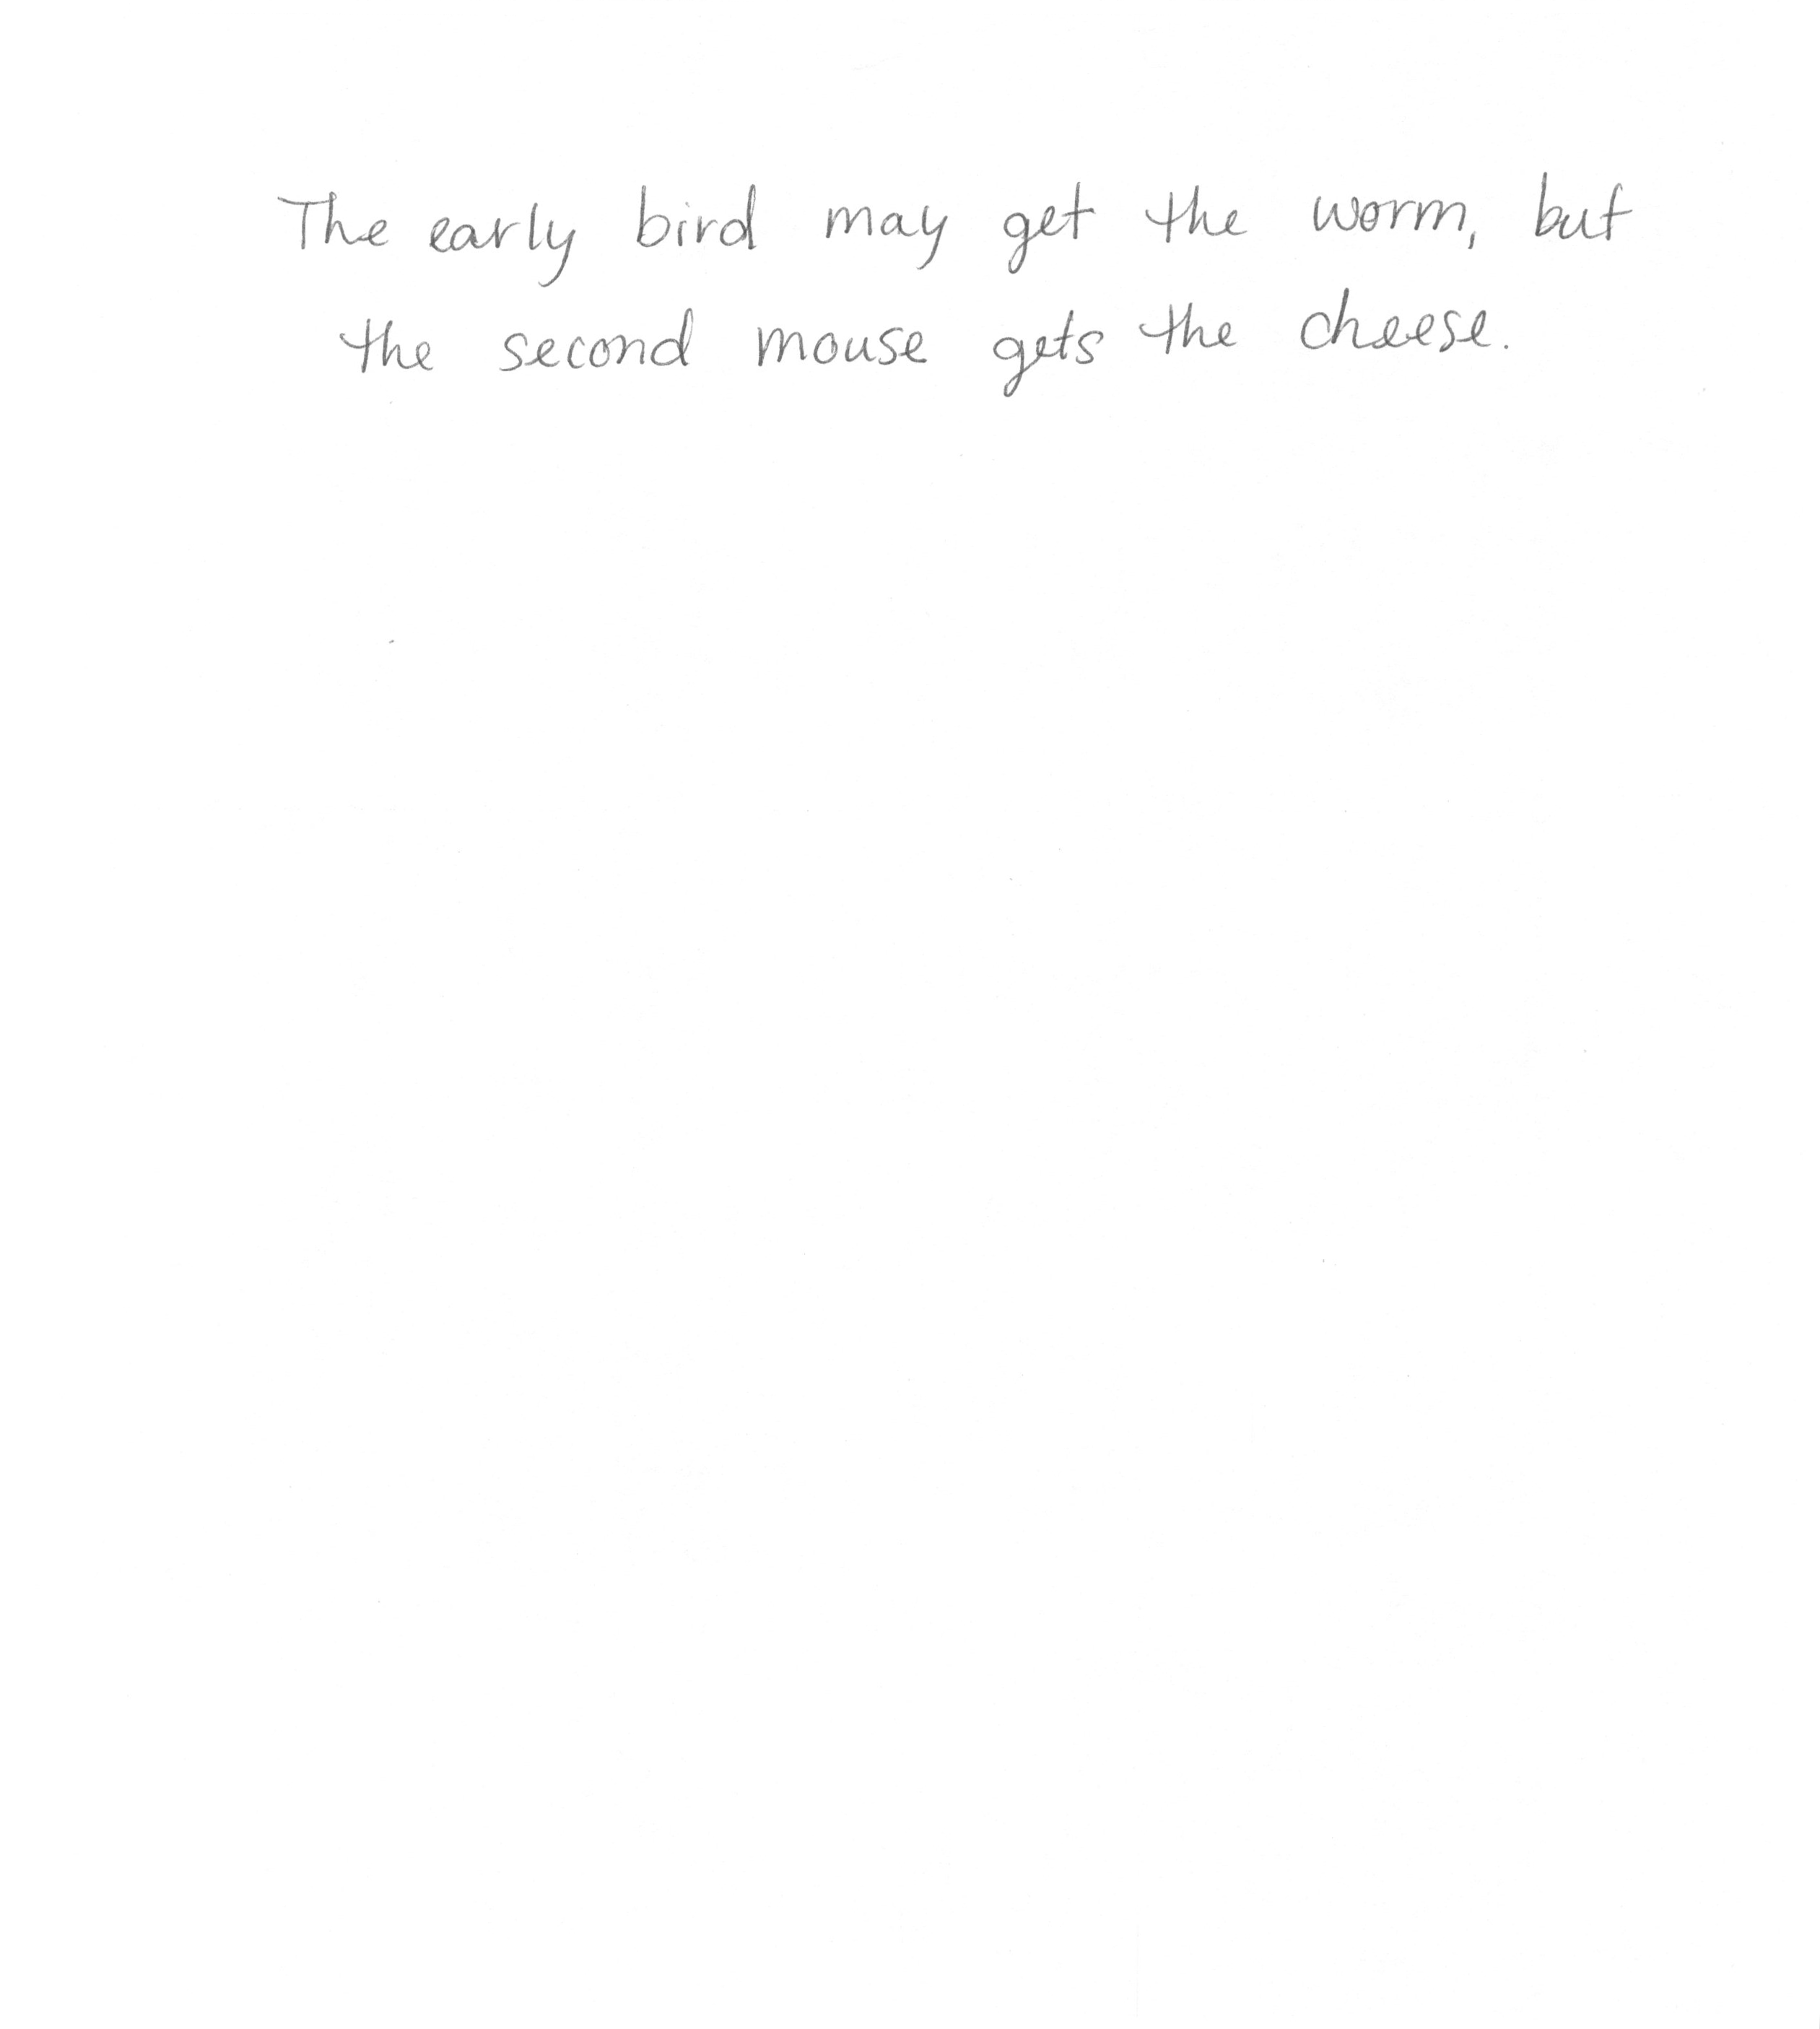 The early bird may get the worm, but
the second mouse gets the cheese.